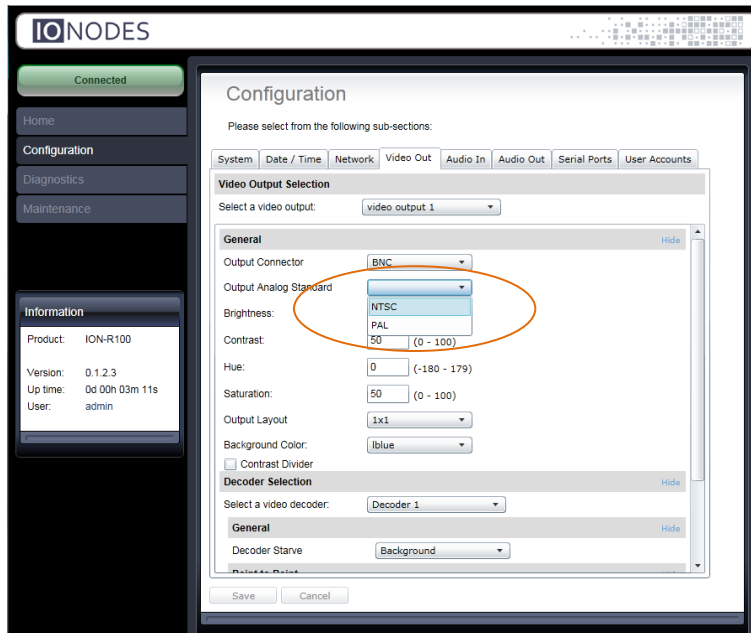 IONODES
Connected
Home
Configuration
Diagnostics
Maintenance
Information
Product: ION-R100
Version: 0.1.2.3
Up time: 0d 00h 03m 11s
User: admin
Configuration
Please select from the following sub-sections:
System Date / Time Network Video Out Audio In Audio Out Serial Ports User Accounts
Video Output Selection
Select a video output: video output 1
General Hide
Output Connector BNC
Output Analog Standard
NTSC
Brightness:
PAL
Contrast: 50 (0 - 100)
Hue: 0 (-180 - 179)
Saturation: 50 (0 - 100)
Output Layout 1x1
Background Color: lblue
Contrast Divider
Decoder Selection Hide
Select a video decoder: Decoder 1
General Hide
Decoder Starve Background
Point to Point
Save Cancel